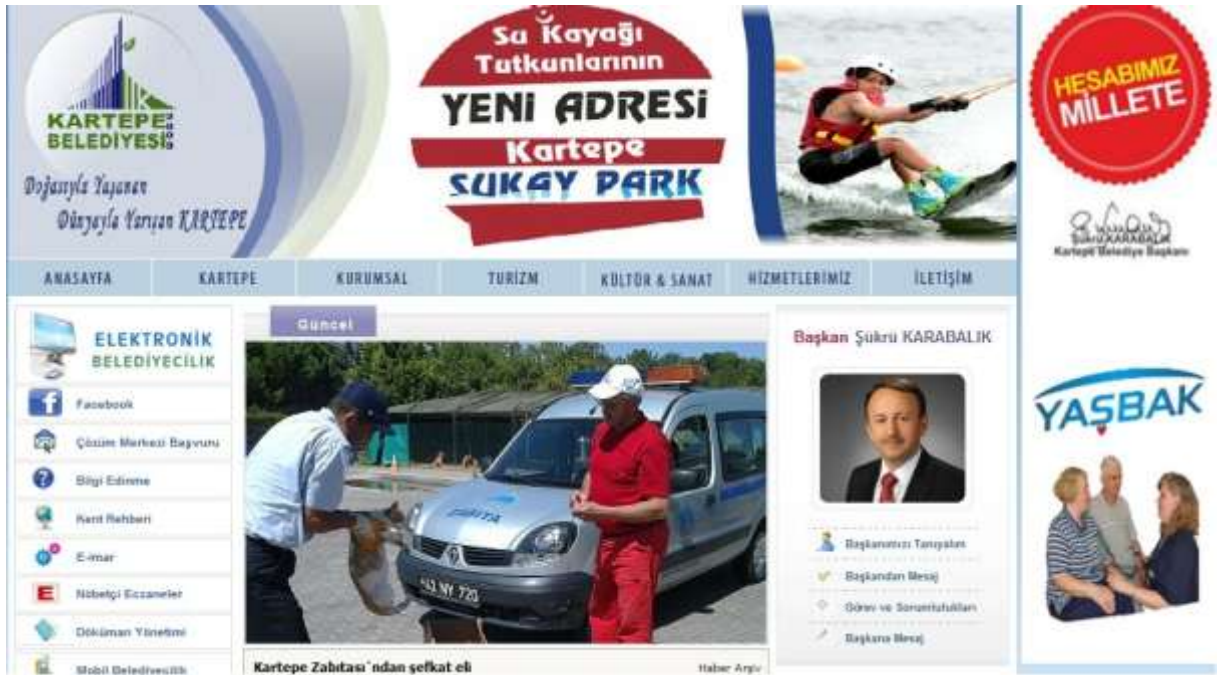 KARTEPE
BELEDİYESİ
2009
Doğasıyla Yaşanan
Dünyayla Yarışan KARTEPE
Su Kayağı
Tutkunlarının
YENİ ADRESİ
Kartepe
SUKAY PARK
HESABIMIZ
MİLLETE
Şükrü KARABALIK
Kartepe Belediye Başkanı
ANASAYFA
KARTEPE
KURUMSAL
TURİZM
KÜLTÜR & SANAT
HİZMETLERİMİZ
İLETİŞİM
ELEKTRONİK
BELEDİYECİLİK
Facebook
Çözüm Merkezi Başvuru
Bilgi Edinme
Kent Rehberi
E-imar
E
Nöbetçi Eczaneler
Döküman Yönetimi
Mobil Belediyecilik
Güncel
ZABITA
Kartepe Zabıtası´ndan şefkat eli
Haber Arşiv
Başkan Şükrü KARABALIK
Başkanımızı Tanıyalım
Başkandan Mesaj
Görev ve Sorumlulukları
Başkana Mesaj
YAŞBAK